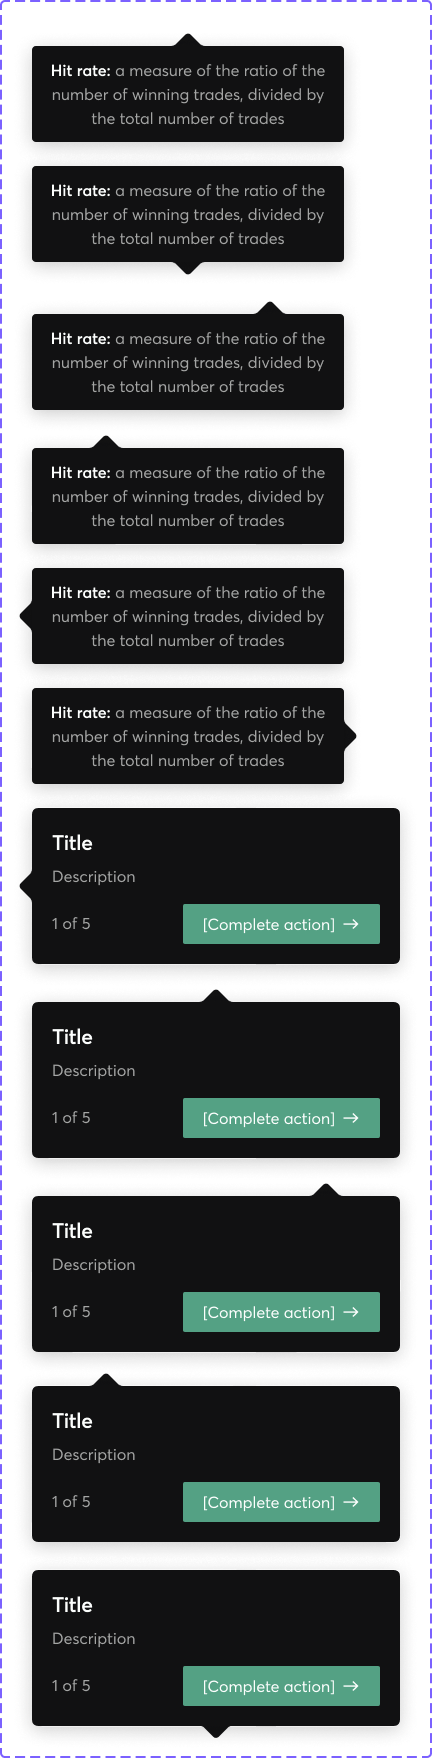 Hit rate: a measure of the ratio of the
number of winning trades, divided by
the total number of trades
Hit rate: a measure of the ratio of the
number of winning trades, divided by
the total number of trades
Hit rate: a measure of the ratio of the
number of winning trades, divided by
the total number of trades
Hit rate: a measure of the ratio of the
number of winning trades, divided by
the total number of trades
Hit rate: a measure of the ratio of the
number of winning trades, divided by
the total number of trades
Hit rate: a measure of the ratio of the
number of winning trades, divided by
the total number of trades
Title
Description
1 of 5 [Complete action] →
Title
Description
1 of 5 [Complete action] →
Title
Description
1 of 5 [Complete action] →
Title
Description
1 of 5 [Complete action] →
Title
Description
1 of 5 [Complete action] →